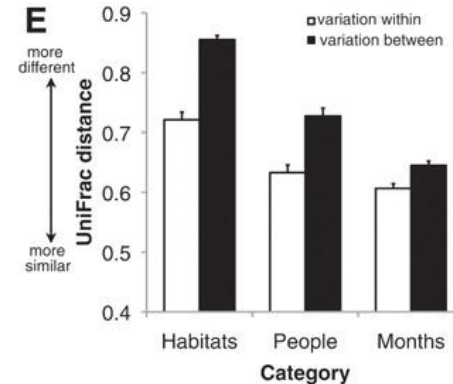 E
more
different
more
similar
UniFrac distance
0.9
0.8
0.7
0.6
0.5
0.4
variation within
variation between
Habitats People Months
Category